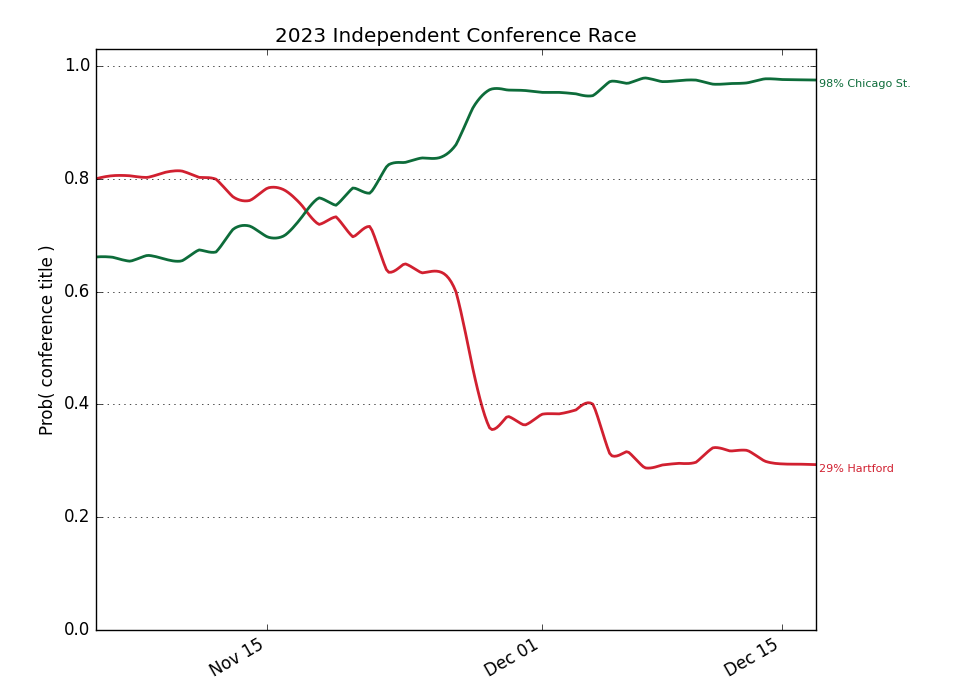 2023 Independent Conference Race
1.0
0.8
0.6
0.4
0.2
0.0
Prob( conference title )
Nov 15
Dec 01
Dec 15
98% Chicago St.
29% Hartford